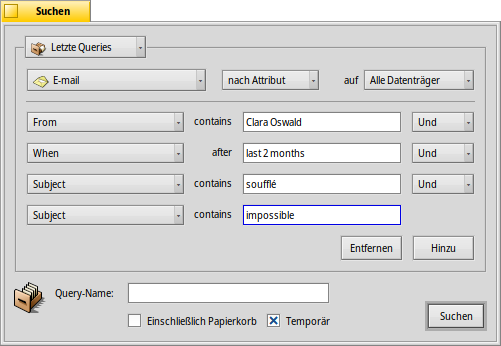 Suchen
Letzte Queries
E-mail nach Attribut auf Alle Datenträger
From contains Clara Oswald Und
When after last 2 months Und
Subject contains soufflé Und
Subject contains impossible
Entfernen Hinzu
Query-Name:
Einschließlich Papierkorb Temporär
Suchen